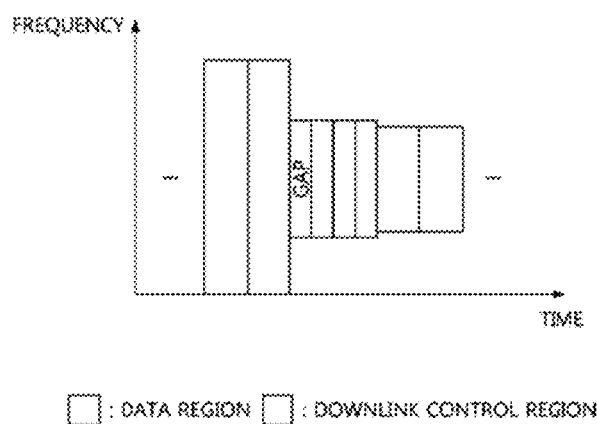 FREQUENCY
GAP
TIME
: DATA REGION : DOWNLINK CONTROL REGION